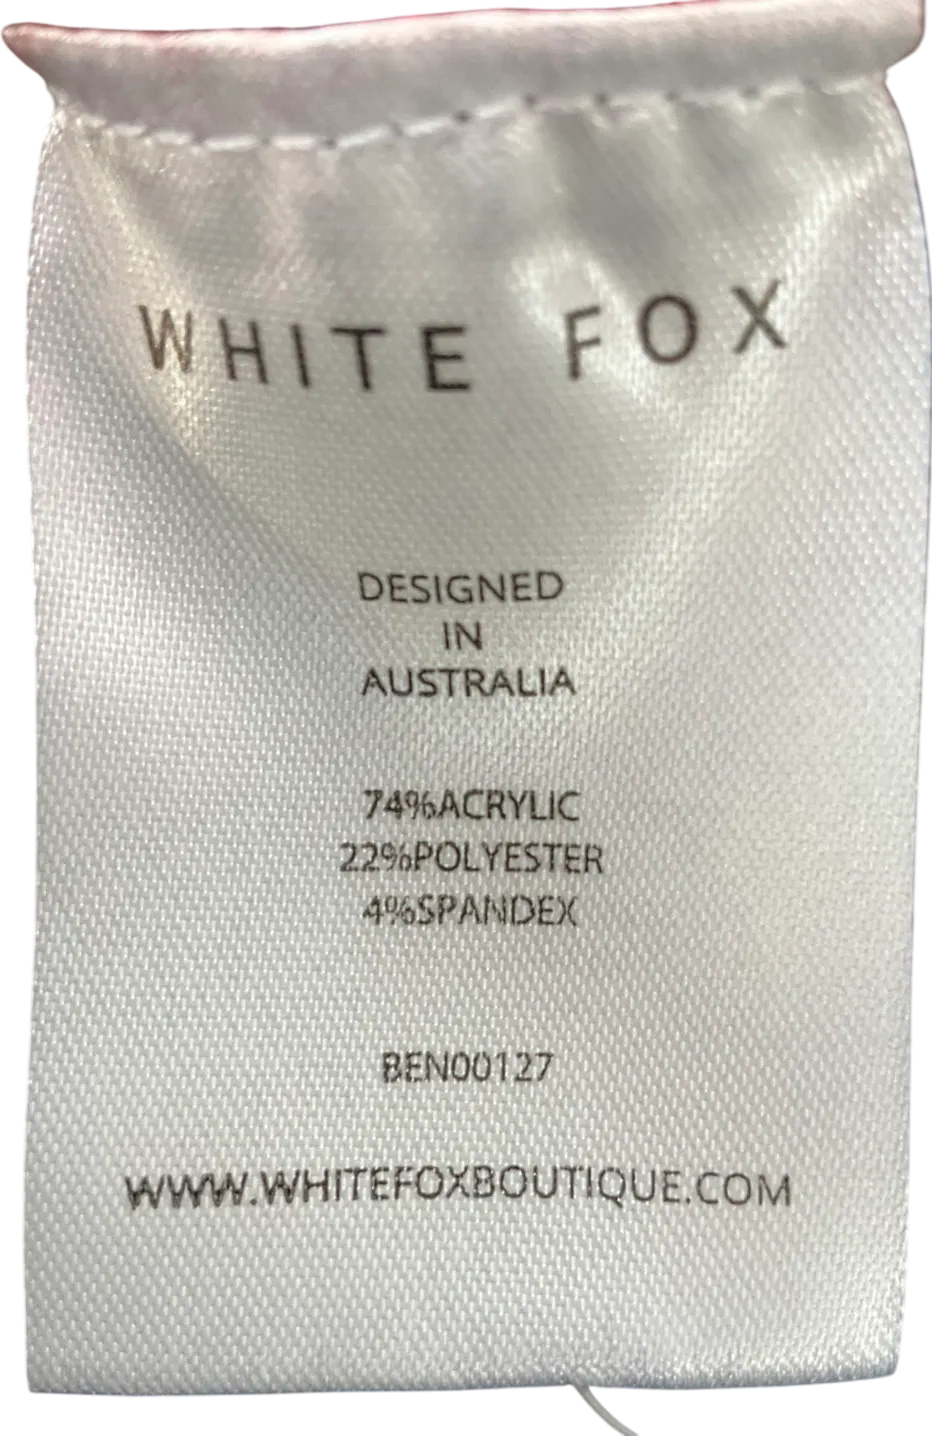 WHITE FOX
DESIGNED
IN
AUSTRALIA
74%ACRYLIC
22%POLYESTER
4%SPANDEX
BEN00127
WWW.WHITEFOXBOUTIQUE.COM